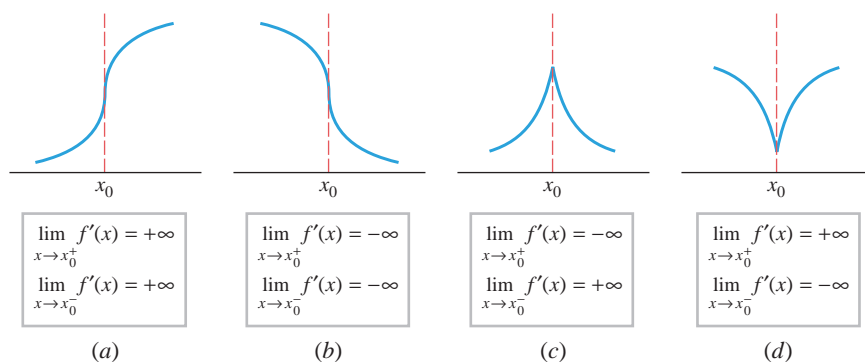 x₀ x₀ x₀ x₀
lim f′(x) = +∞ lim f′(x) = −∞ lim f′(x) = −∞ lim f′(x) = +∞
x→x₀⁺ x→x₀⁺ x→x₀⁺ x→x₀⁺
lim f′(x) = +∞ lim f′(x) = −∞ lim f′(x) = +∞ lim f′(x) = −∞
x→x₀⁻ x→x₀⁻ x→x₀⁻ x→x₀⁻
(a) (b) (c) (d)